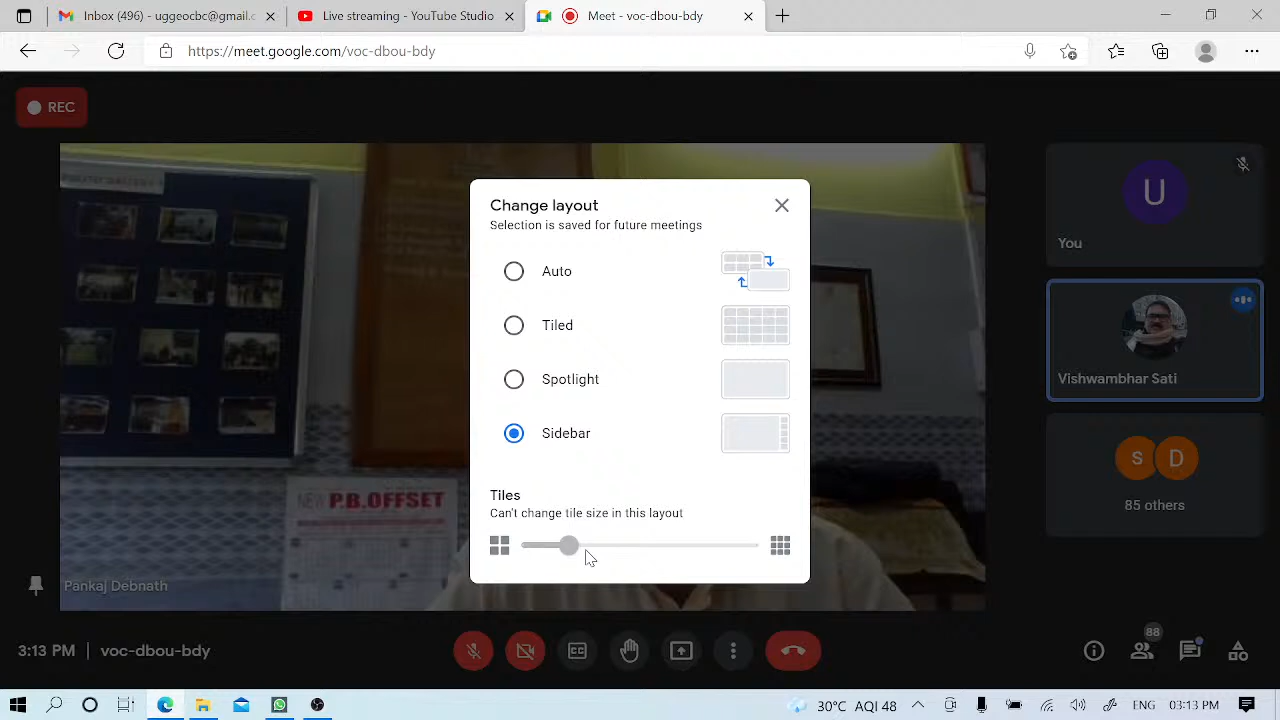 Inbox (496) - uggoecdn@gmail.c
Livestreaming - YouTube Studio
Meet - voc-dbou-bdy
https://meet.google.com/voc-dbou-bdy
REC
Change layout
Selection is saved for future meetings
Auto
Tiled
Spotlight
Sidebar
Tiles
Can't change tile size in this layout
U
You
Vishwambhar Sati
S D
85 others
NEW P.B.OFFSET
Pankaj Debnath
3:13 PM | voc-dbou-bdy
CC
88
30°C AQI 48
ENG
03:13 PM